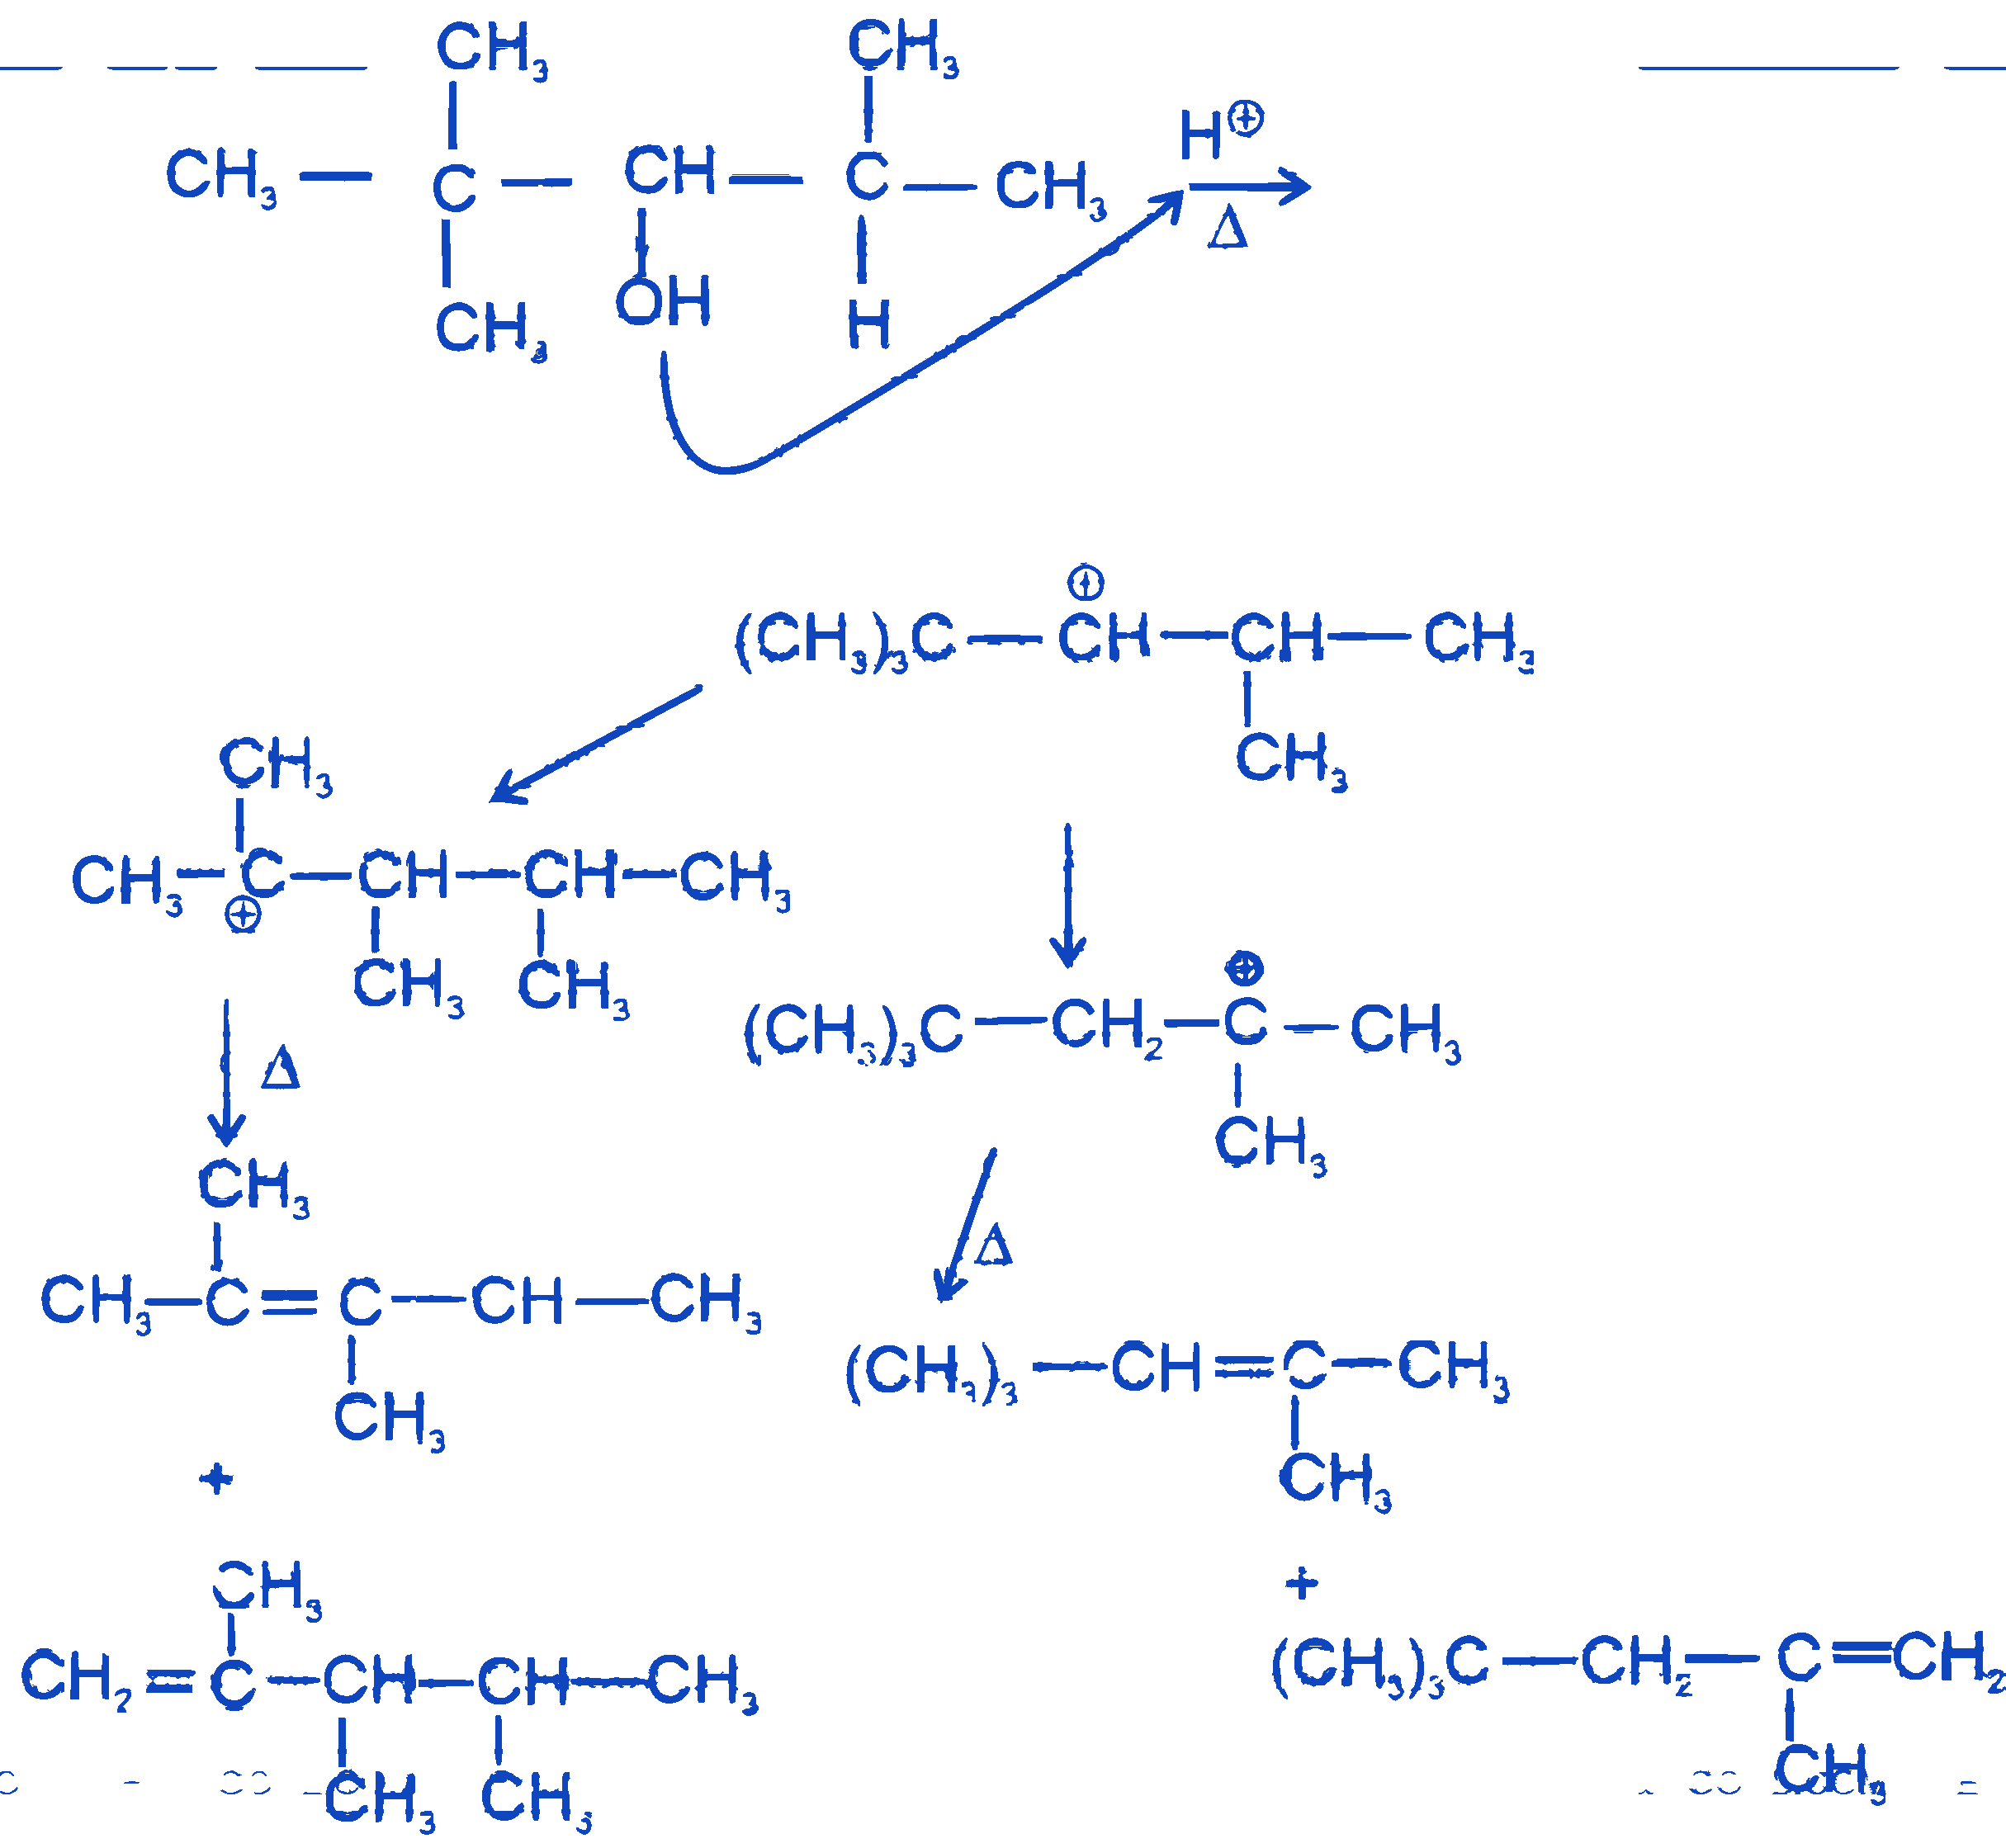 CH3 CH3
CH3 — C — CH — C — CH3 H⊕ Δ
CH3 OH H
(CH3)3C — CH — CH — CH3
⊕
CH3
CH3
CH3 — C — CH — CH — CH3
⊕
CH3 CH3
(CH3)3C — CH2 — C — CH3
⊕
CH3
Δ
Δ
CH3
CH3 — C = C — CH — CH3
CH3
(CH3)3 — CH = C — CH3
CH3
+
+
CH3
CH2 = C — CH — CH — CH3
CH3 CH3
(CH3)3C — CH2 — C = CH2
CH3